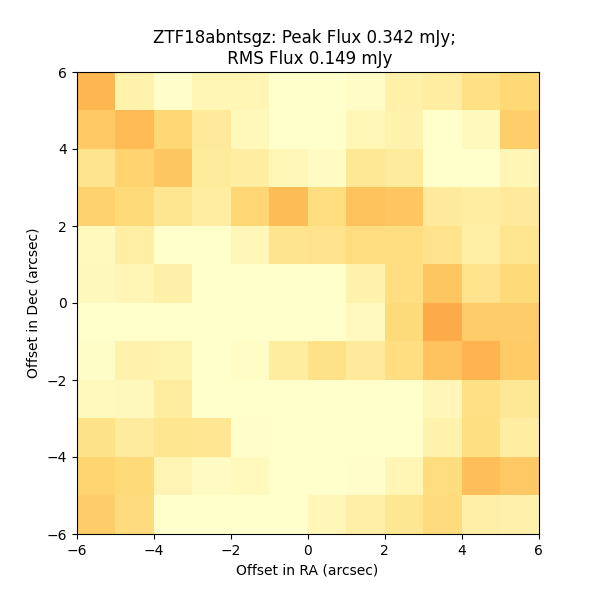 ZTF18abntsgz: Peak Flux 0.342 mJy;
RMS Flux 0.149 mJy
6
4
2
0
−2
−4
−6
Offset in Dec (arcsec)
−6 −4 −2 0 2 4 6
Offset in RA (arcsec)